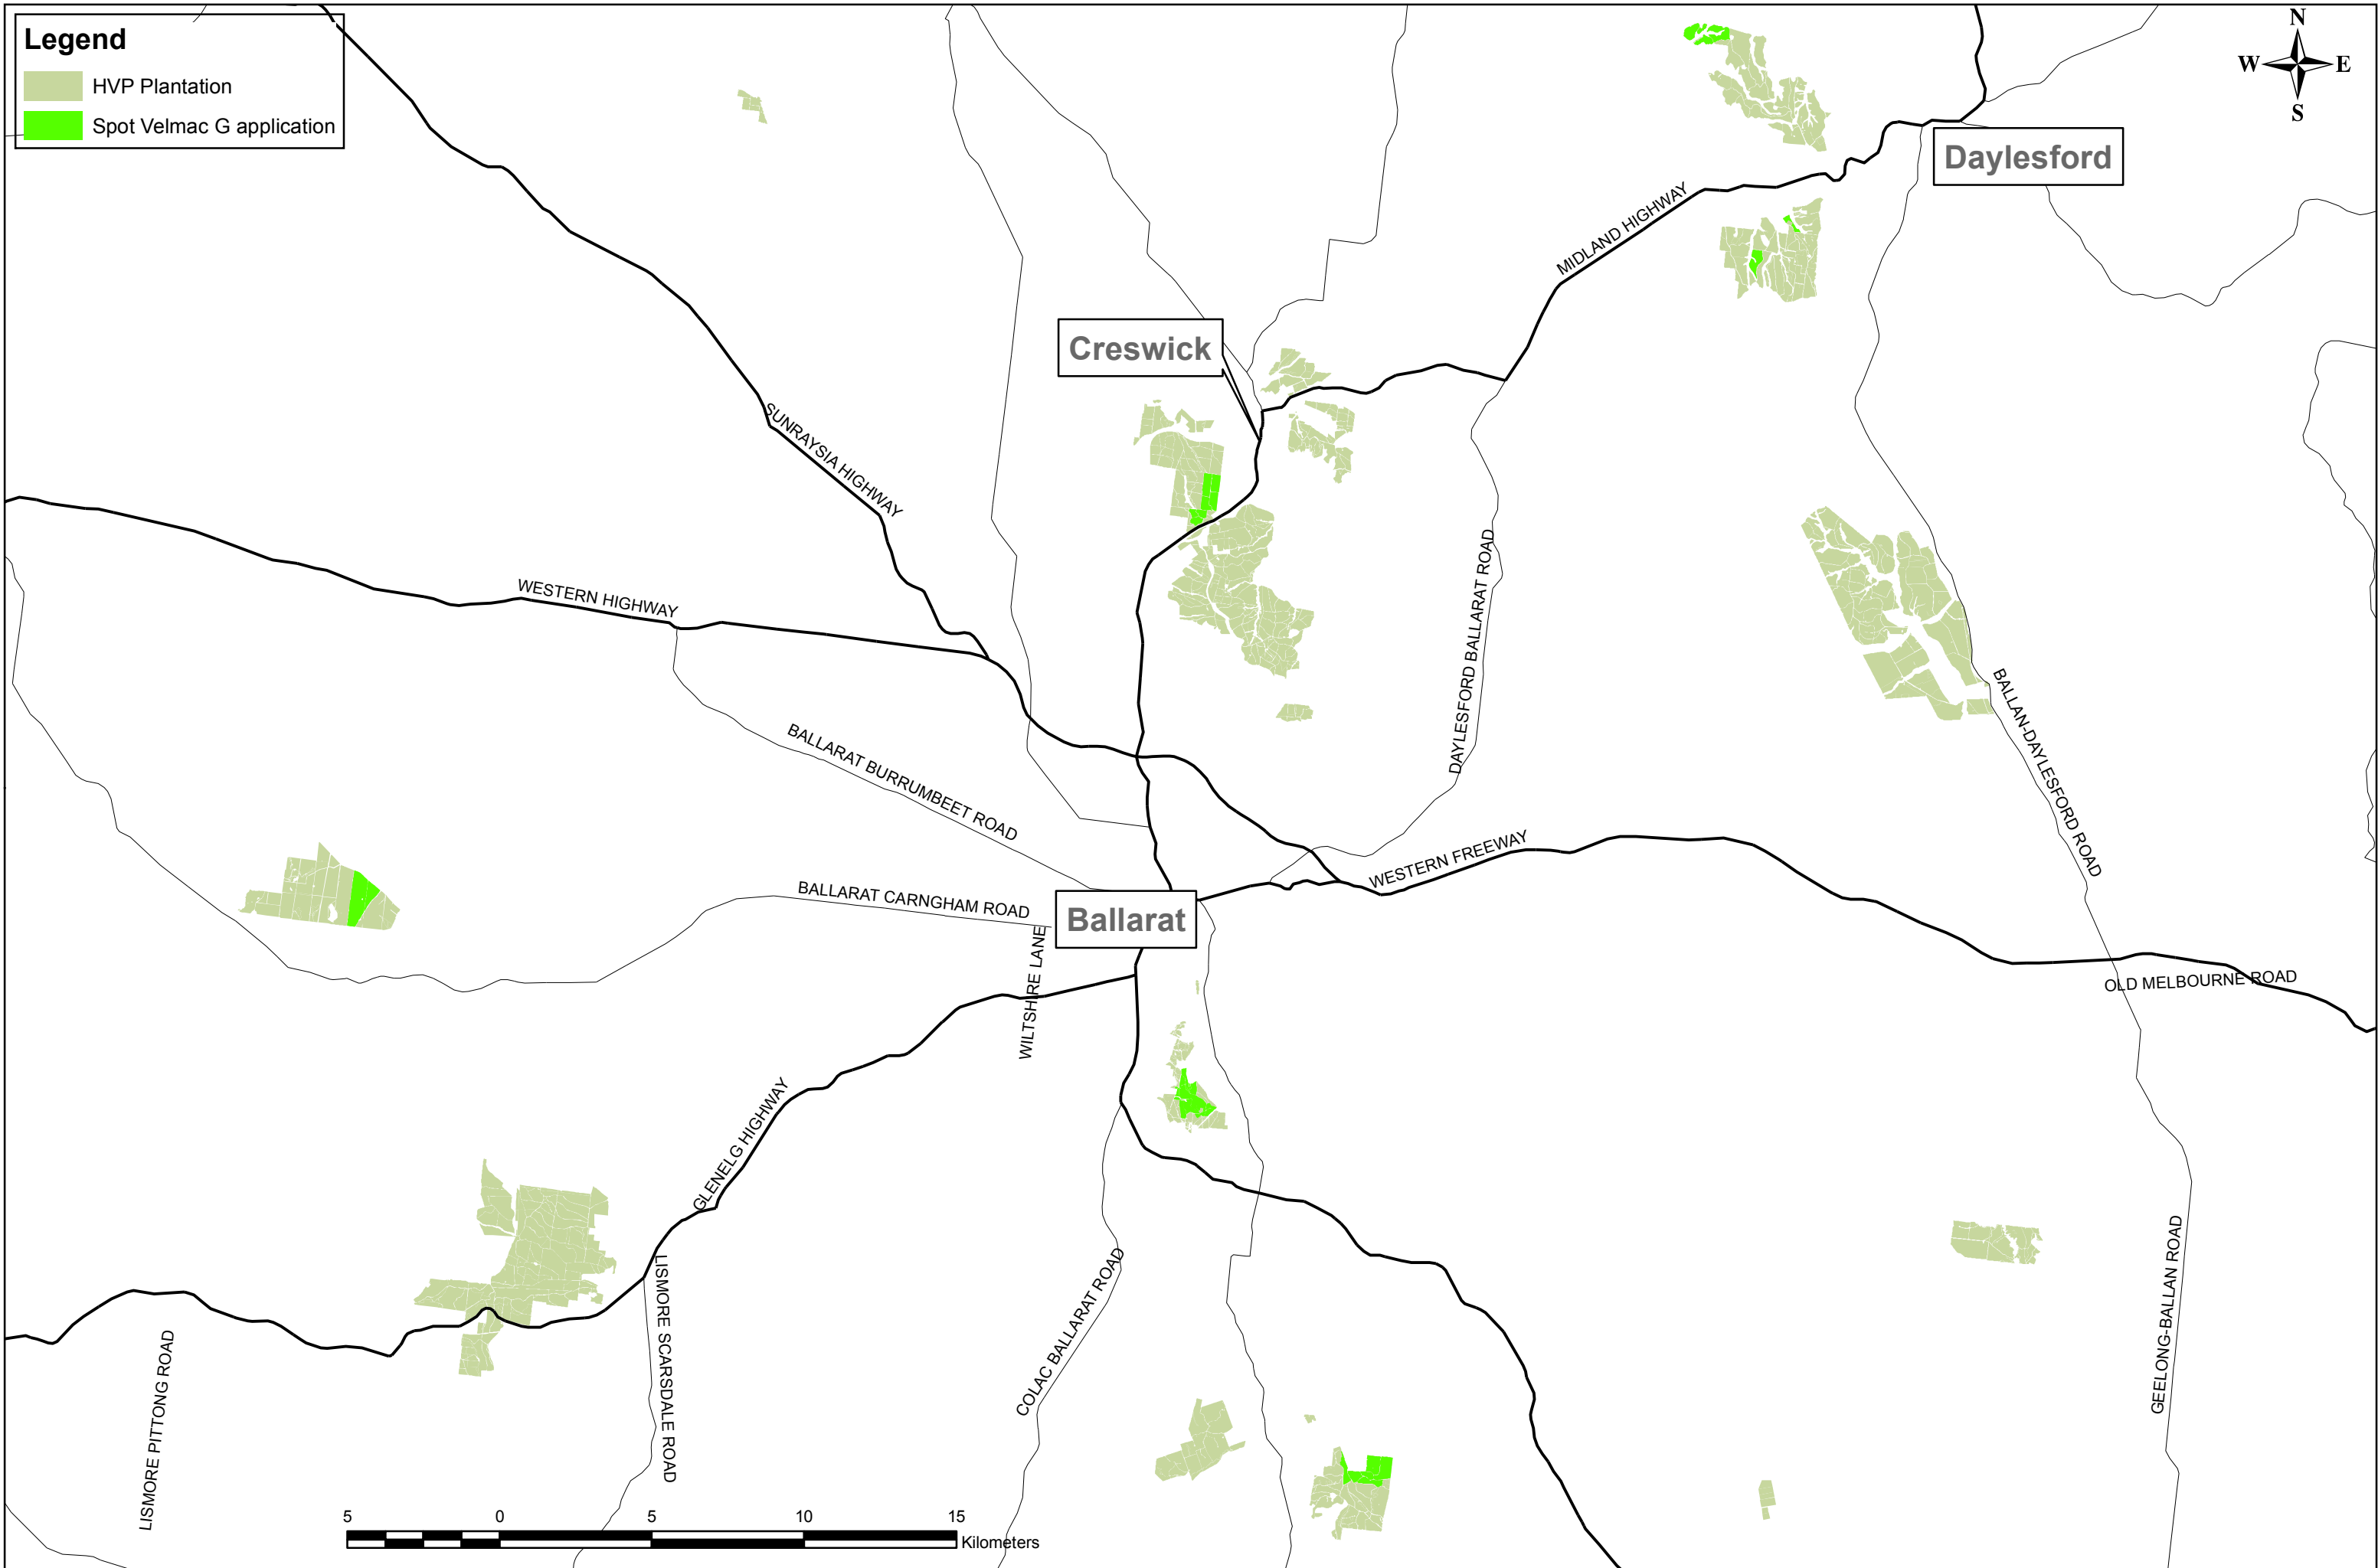 Legend
HVP Plantation
Spot Velmac G application
N
W
E
S
Daylesford
MIDLAND HIGHWAY
Creswick
SUNRAYSIA HIGHWAY
WESTERN HIGHWAY
DAYLESFORD BALLARAT ROAD
BALLAN-DAYLESFORD ROAD
BALLARAT BURRUMBEET ROAD
WESTERN FREEWAY
BALLARAT CARNGHAM ROAD
Ballarat
WILTSHIRE LANE
OLD MELBOURNE ROAD
GLENELG HIGHWAY
LISMORE SCARSDALE ROAD
COLAC BALLARAT ROAD
GEELONG-BALLAN ROAD
LISMORE PITTONG ROAD
5 0 5 10 15
Kilometers